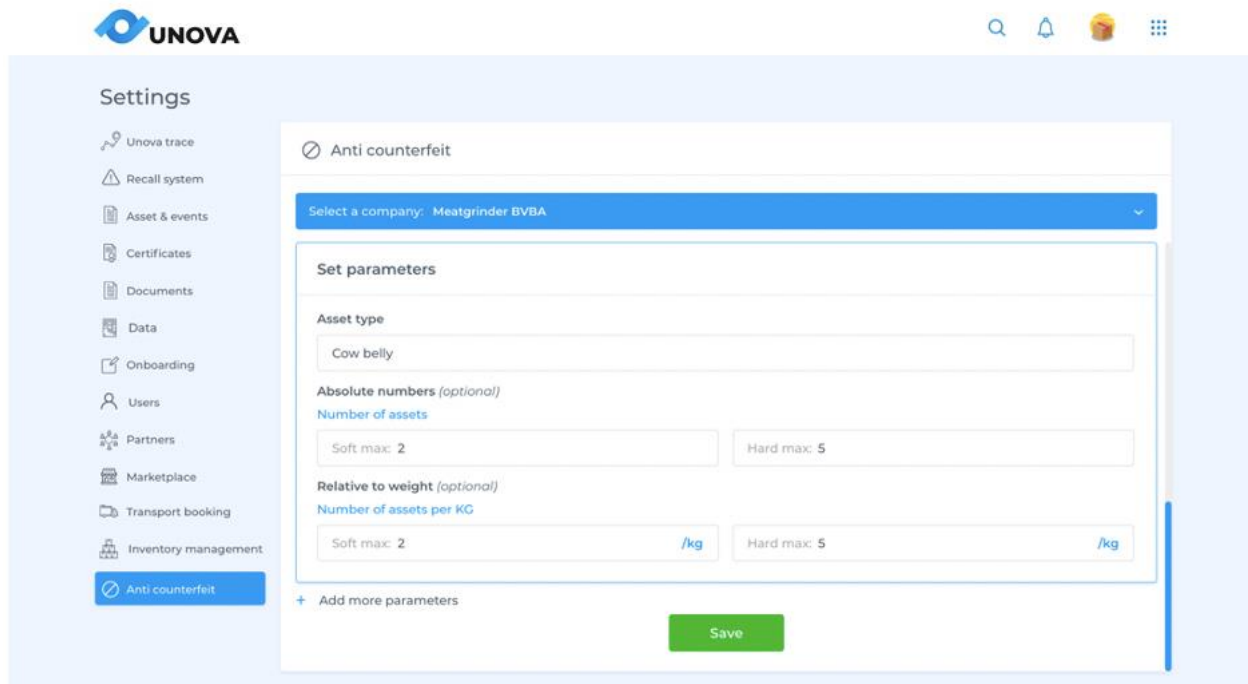 UNOVA
Settings
Unova trace
Recall system
Asset & events
Certificates
Documents
Data
Onboarding
Users
Partners
Marketplace
Transport booking
Inventory management
Anti counterfeit
Anti counterfeit
Select a company: Meatgrinder BVBA
Set parameters
Asset type
Cow belly
Absolute numbers (optional)
Number of assets
Soft max: 2 Hard max: 5
Relative to weight (optional)
Number of assets per KG
Soft max: 2 /kg Hard max: 5 /kg
+ Add more parameters
Save